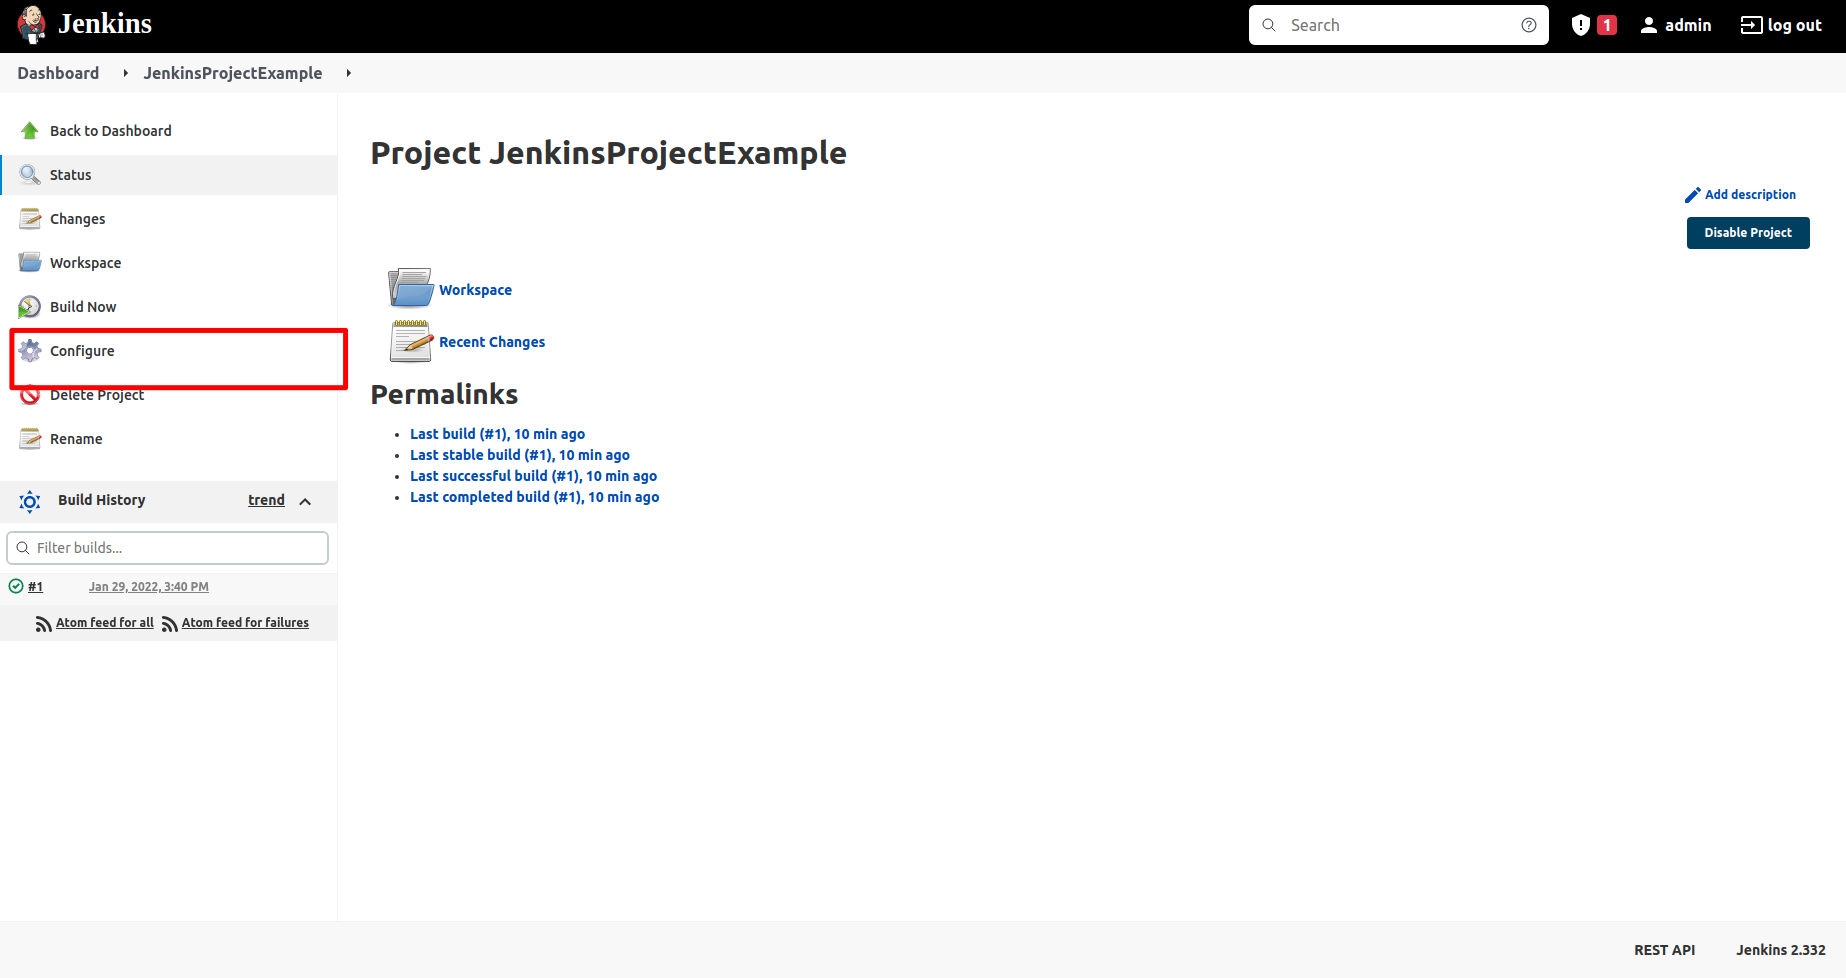 Jenkins
Search
1
admin
log out
Dashboard
JenkinsProjectExample
Back to Dashboard
Status
Changes
Workspace
Build Now
Configure
Delete Project
Rename
Build History
trend
Filter builds...
#1
Jan 29, 2022, 3:40 PM
Atom feed for all
Atom feed for failures
Project JenkinsProjectExample
Add description
Disable Project
Workspace
Recent Changes
Permalinks
Last build (#1), 10 min ago
Last stable build (#1), 10 min ago
Last successful build (#1), 10 min ago
Last completed build (#1), 10 min ago
REST API
Jenkins 2.332